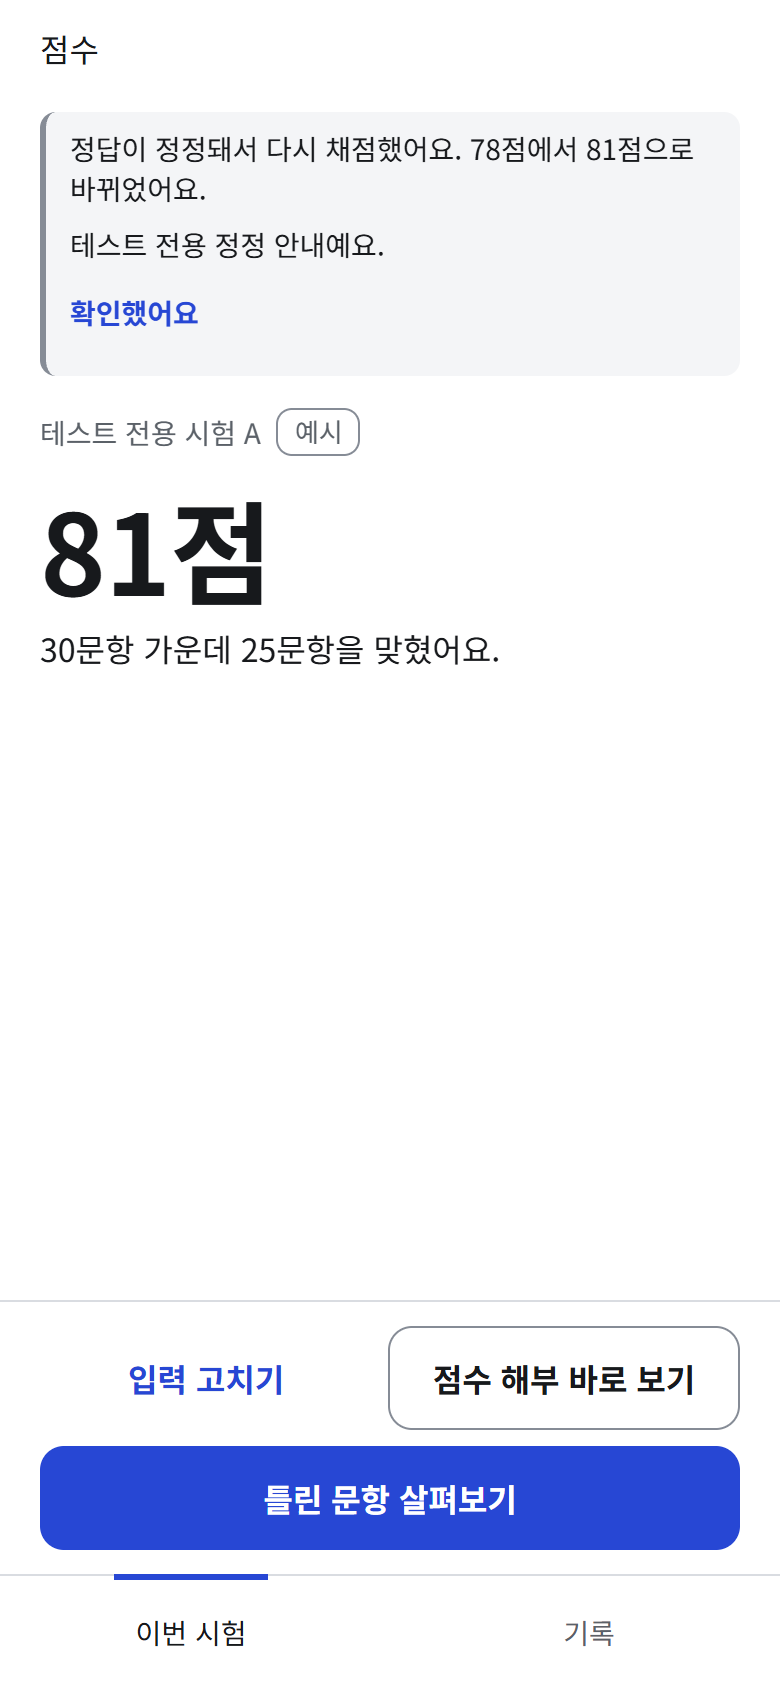 점수
정답이 정정돼서 다시 채점했어요. 78점에서 81점으로
바뀌었어요.
테스트 전용 정정 안내예요.
확인했어요
테스트 전용 시험 A 예시
81점
30문항 가운데 25문항을 맞혔어요.
입력 고치기 점수 해부 바로 보기
틀린 문항 살펴보기
이번 시험 기록